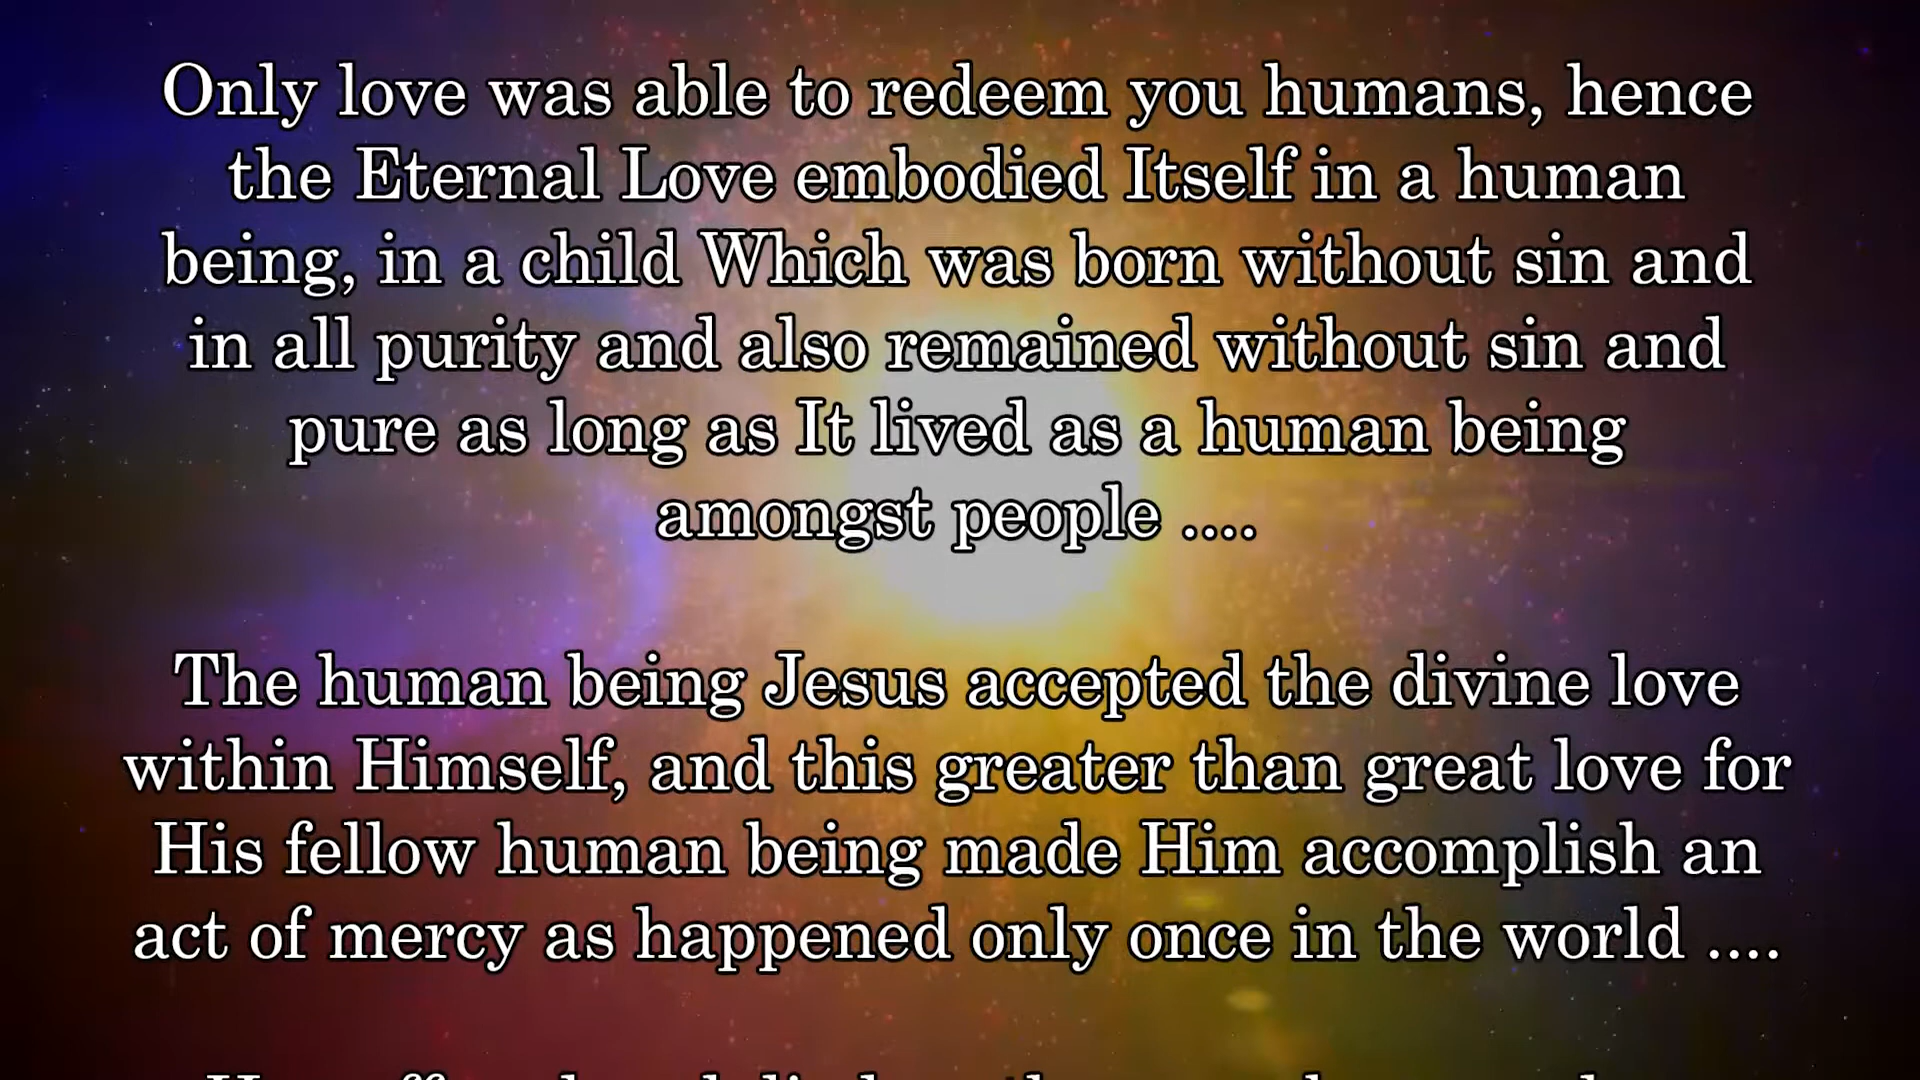 Only love was able to redeem you humans, hence
the Eternal Love embodied Itself in a human
being, in a child Which was born without sin and
in all purity and also remained without sin and
pure as long as It lived as a human being
amongst people ....
The human being Jesus accepted the divine love
within Himself, and this greater than great love for
His fellow human being made Him accomplish an
act of mercy as happened only once in the world ....